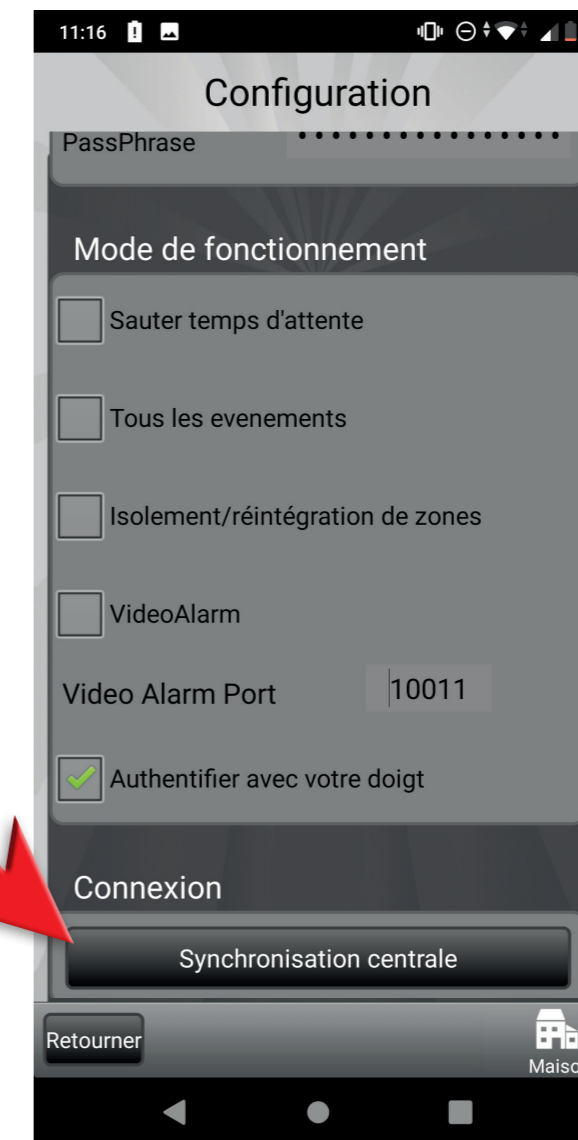 11:16
Configuration
PassPhrase ••••••••••••••••
Mode de fonctionnement
Sauter temps d'attente
Tous les evenements
Isolement/réintégration de zones
VideoAlarm
Video Alarm Port 10011
Authentifier avec votre doigt
Connexion
Synchronisation centrale
Retourner
Maiso